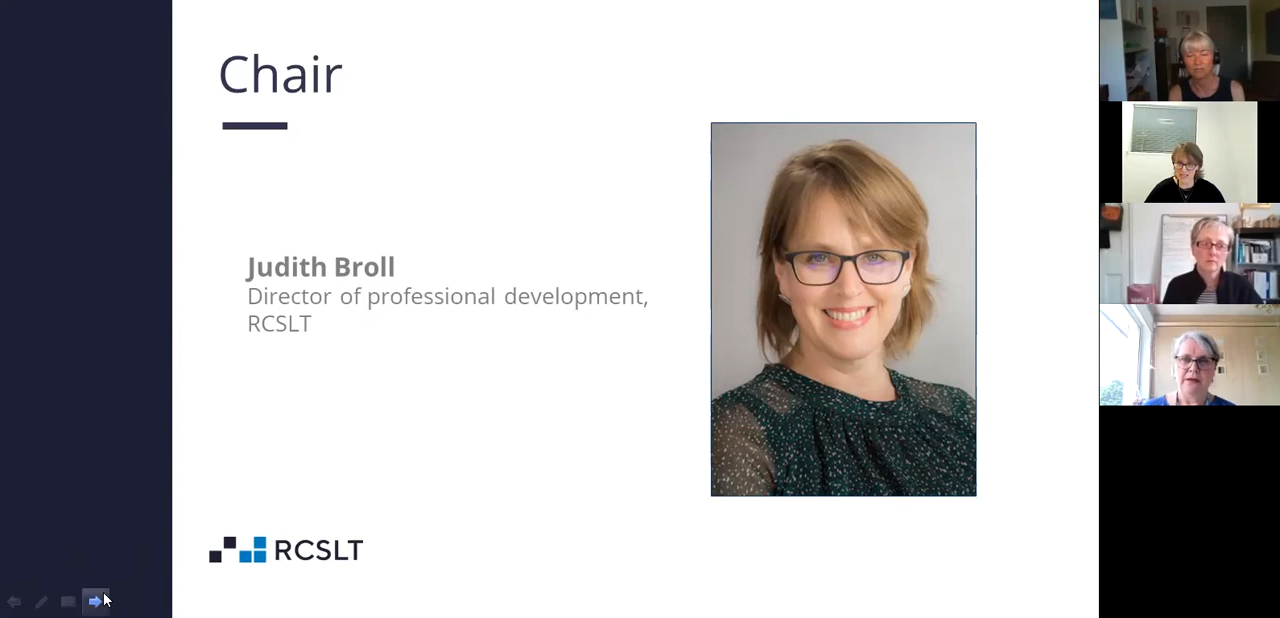 Chair
Judith Broll
Director of professional development,
RCSLT
RCSLT